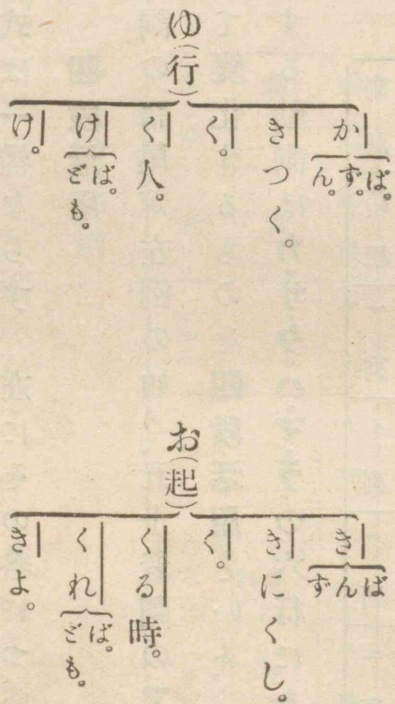 ゆ(行)
か ば。ず。ん。
きつく。
く。
く人。
け ば。ども。
け。
お(起)
き ばんず
きにくし。
く。
くる時。
くれ ば。ども。
きよ。